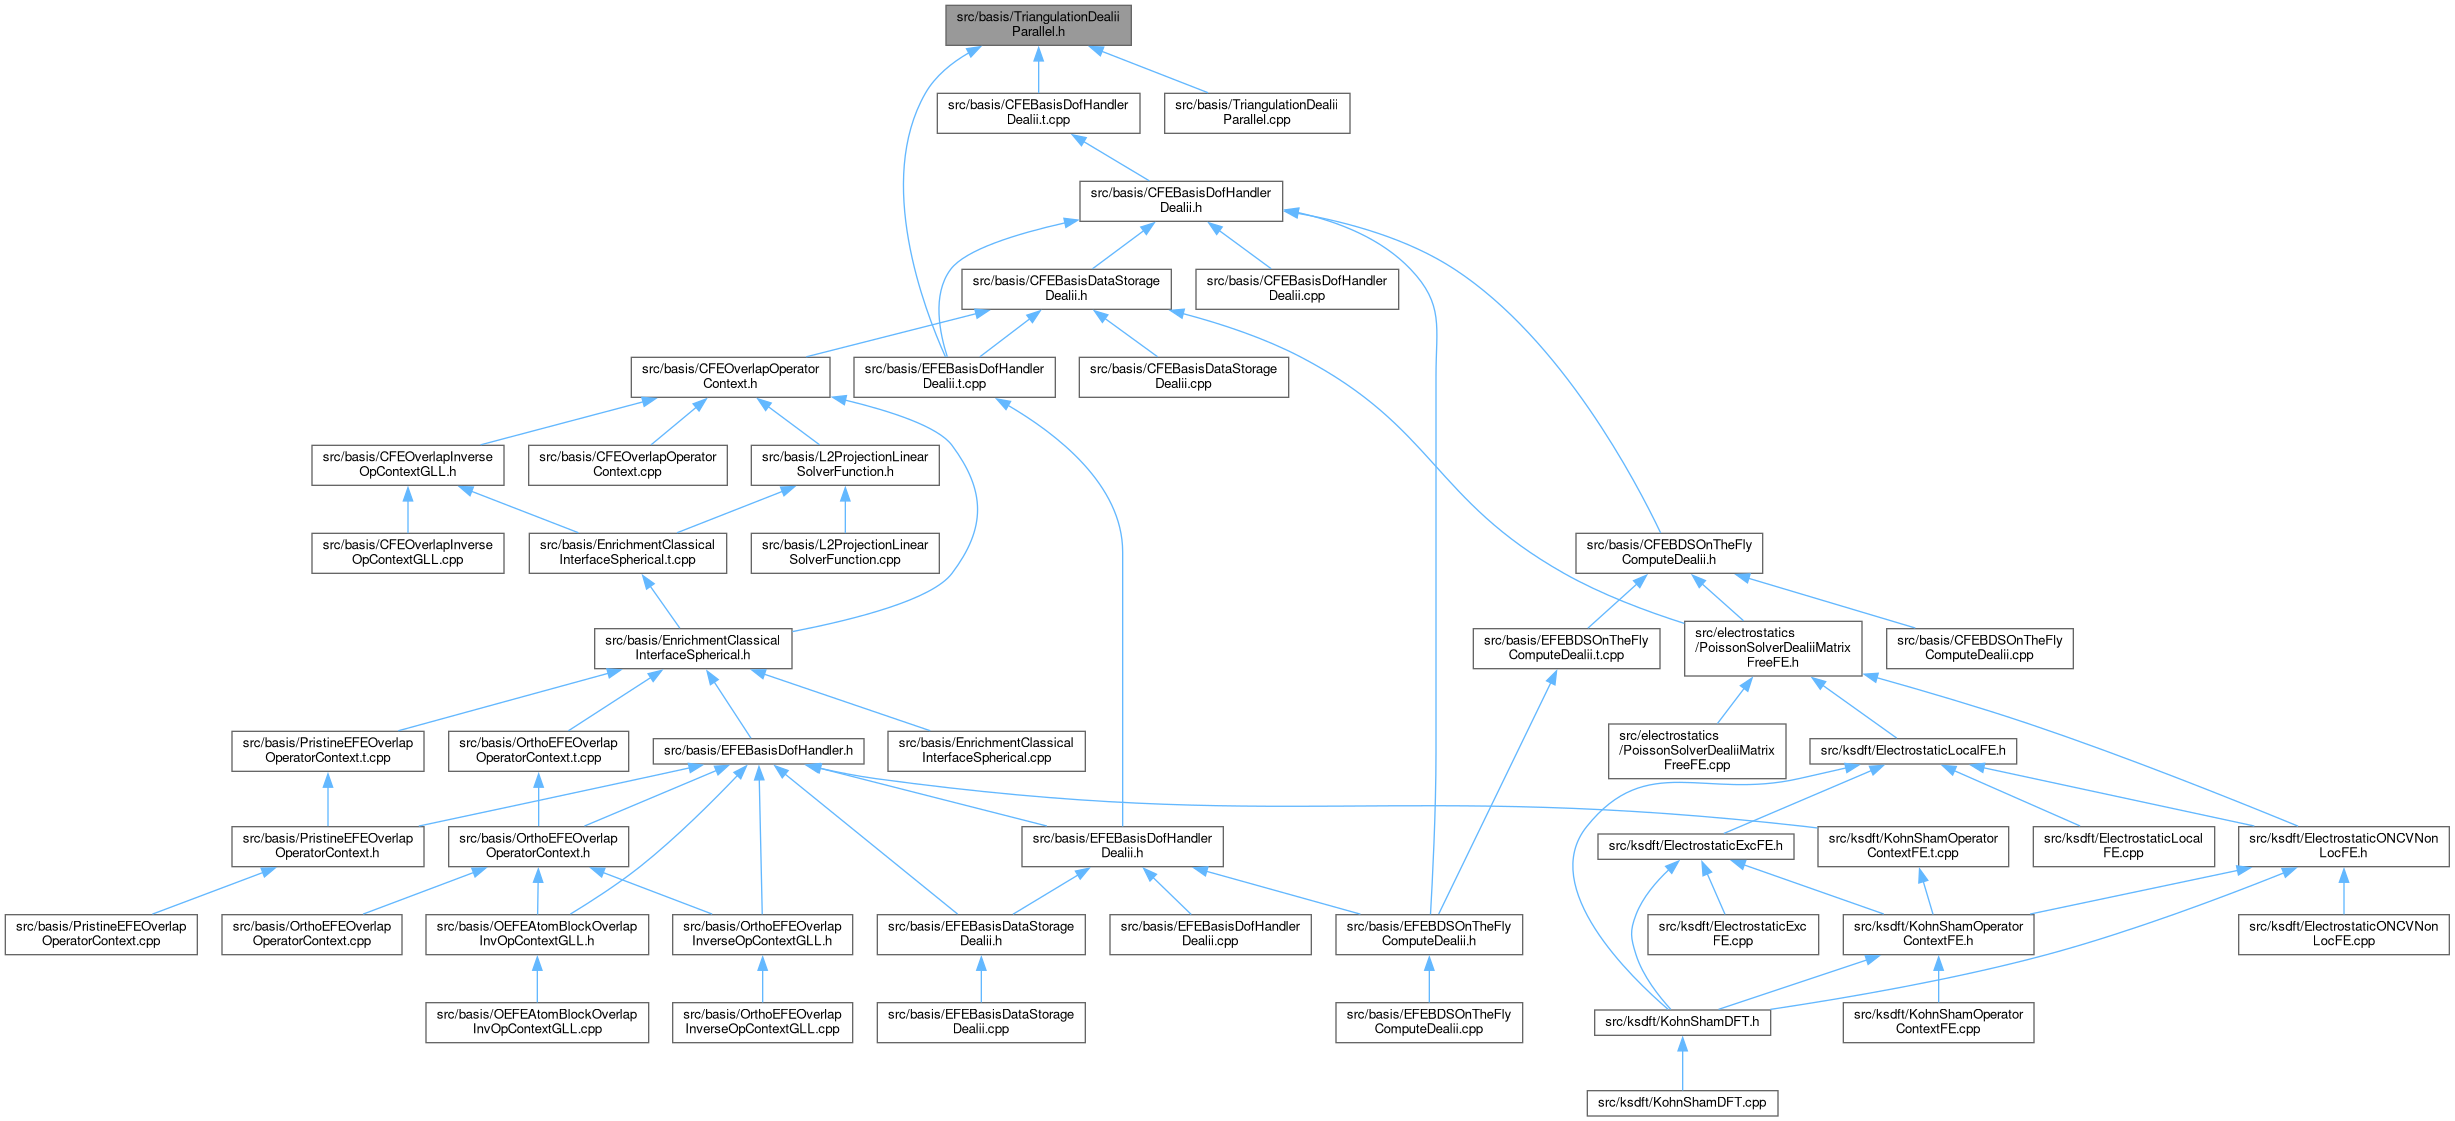 src/basis/TriangulationDealii
Parallel.h
src/basis/CFEBasisDofHandler
Dealii.t.cpp
src/basis/TriangulationDealii
Parallel.cpp
src/basis/CFEBasisDofHandler
Dealii.h
src/basis/CFEBasisDataStorage
Dealii.h
src/basis/CFEBasisDofHandler
Dealii.cpp
src/basis/CFEOverlapOperator
Context.h
src/basis/EFEBasisDofHandler
Dealii.t.cpp
src/basis/CFEBasisDataStorage
Dealii.cpp
src/basis/CFEOverlapInverse
OpContextGLL.h
src/basis/CFEOverlapOperator
Context.cpp
src/basis/L2ProjectionLinear
SolverFunction.h
src/basis/CFEOverlapInverse
OpContextGLL.cpp
src/basis/EnrichmentClassical
InterfaceSpherical.t.cpp
src/basis/L2ProjectionLinear
SolverFunction.cpp
src/basis/CFEBDSOnTheFly
ComputeDealii.h
src/basis/EnrichmentClassical
InterfaceSpherical.h
src/basis/EFEBDSOnTheFly
ComputeDealii.t.cpp
src/electrostatics
/PoissonSolverDealiiMatrix
FreeFE.h
src/basis/CFEBDSOnTheFly
ComputeDealii.cpp
src/basis/PristineEFEOverlap
OperatorContext.t.cpp
src/basis/OrthoEFEOverlap
OperatorContext.t.cpp
src/basis/EFEBasisDofHandler.h
src/basis/EnrichmentClassical
InterfaceSpherical.cpp
src/electrostatics
/PoissonSolverDealiiMatrix
FreeFE.cpp
src/ksdft/ElectrostaticLocalFE.h
src/basis/PristineEFEOverlap
OperatorContext.h
src/basis/OrthoEFEOverlap
OperatorContext.h
src/basis/EFEBasisDofHandler
Dealii.h
src/ksdft/ElectrostaticExcFE.h
src/ksdft/KohnShamOperator
ContextFE.t.cpp
src/ksdft/ElectrostaticLocal
FE.cpp
src/ksdft/ElectrostaticONCVNon
LocFE.h
src/basis/PristineEFEOverlap
OperatorContext.cpp
src/basis/OrthoEFEOverlap
OperatorContext.cpp
src/basis/OEFEAtomBlockOverlap
InvOpContextGLL.h
src/basis/OrthoEFEOverlap
InverseOpContextGLL.h
src/basis/EFEBasisDataStorage
Dealii.h
src/basis/EFEBasisDofHandler
Dealii.cpp
src/basis/EFEBDSOnTheFly
ComputeDealii.h
src/ksdft/ElectrostaticExc
FE.cpp
src/ksdft/KohnShamOperator
ContextFE.h
src/ksdft/ElectrostaticONCVNon
LocFE.cpp
src/basis/OEFEAtomBlockOverlap
InvOpContextGLL.cpp
src/basis/OrthoEFEOverlap
InverseOpContextGLL.cpp
src/basis/EFEBasisDataStorage
Dealii.cpp
src/basis/EFEBDSOnTheFly
ComputeDealii.cpp
src/ksdft/KohnShamDFT.h
src/ksdft/KohnShamOperator
ContextFE.cpp
src/ksdft/KohnShamDFT.cpp